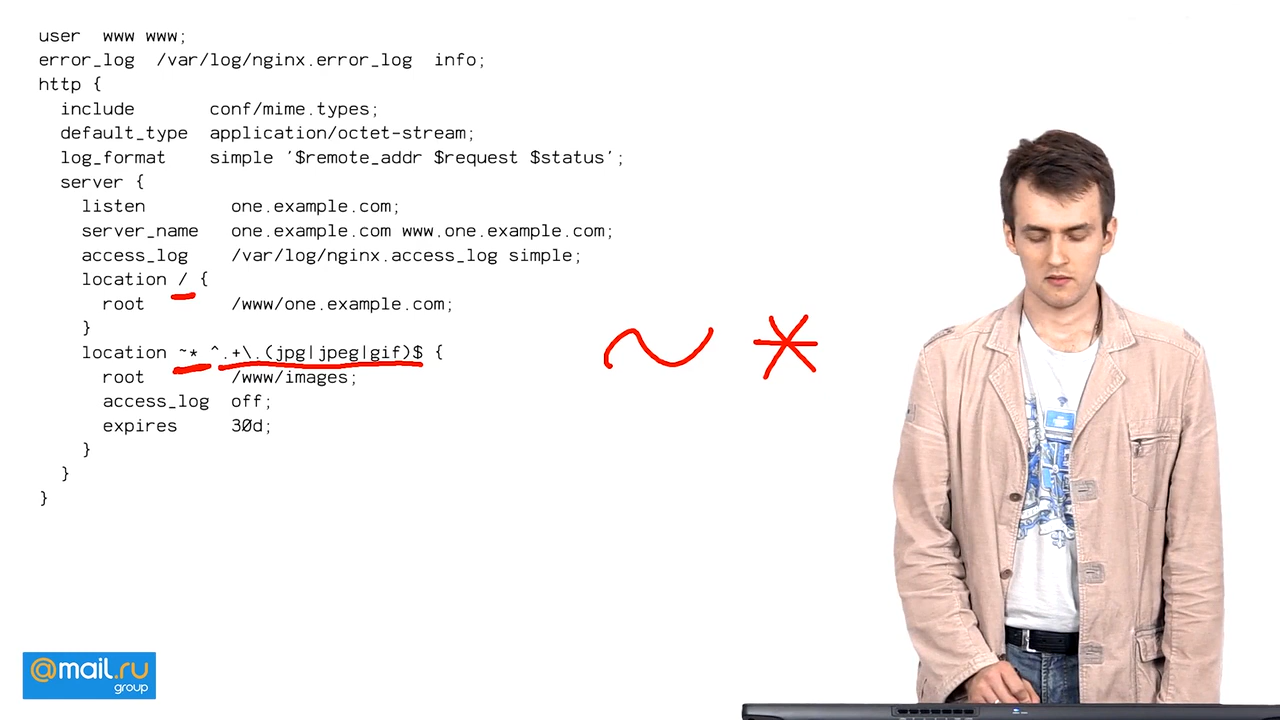 user www www;
error_log /var/log/nginx.error_log info;
http {
include conf/mime.types;
default_type application/octet-stream;
log_format simple '$remote_addr $request $status';
server {
listen one.example.com;
server_name one.example.com www.one.example.com;
access_log /var/log/nginx.access_log simple;
location / {
root /www/one.example.com;
}
location ~* ^.+\.(jpg|jpeg|gif)$ {
root /www/images;
access_log off;
expires 30d;
}
}
}
~ *
@mail.ru
group